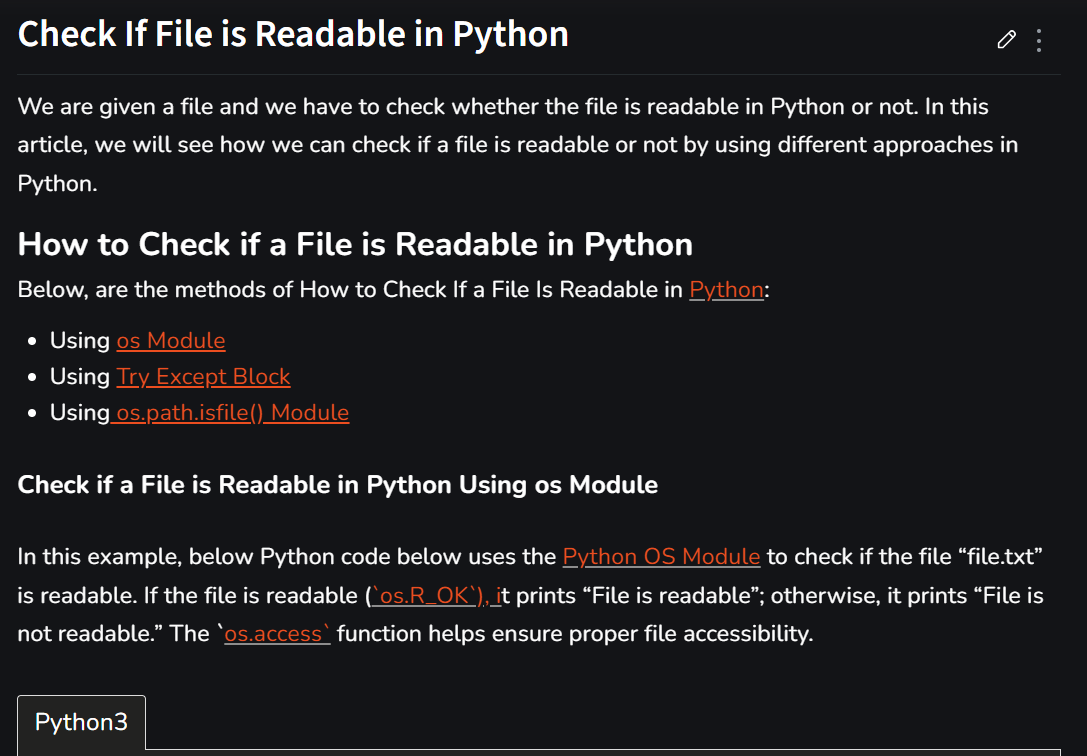 Check If File is Readable in Python
We are given a file and we have to check whether the file is readable in Python or not. In this
article, we will see how we can check if a file is readable or not by using different approaches in
Python.
How to Check if a File is Readable in Python
Below, are the methods of How to Check If a File Is Readable in Python:
• Using os Module
• Using Try Except Block
• Using os.path.isfile() Module
Check if a File is Readable in Python Using os Module
In this example, below Python code below uses the Python OS Module to check if the file “file.txt”
is readable. If the file is readable (`os.R_OK`), it prints “File is readable”; otherwise, it prints “File is
not readable.” The `os.access` function helps ensure proper file accessibility.
Python3